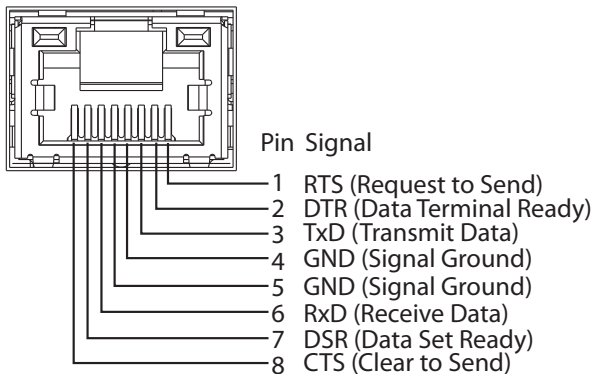 Pin Signal
1 RTS (Request to Send)
2 DTR (Data Terminal Ready)
3 TxD (Transmit Data)
4 GND (Signal Ground)
5 GND (Signal Ground)
6 RxD (Receive Data)
7 DSR (Data Set Ready)
8 CTS (Clear to Send)